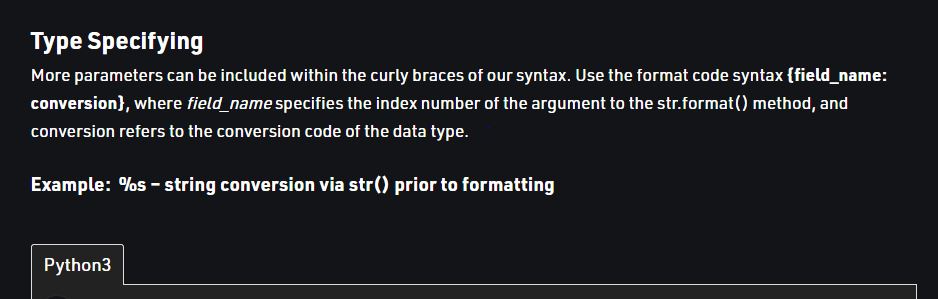 Type Specifying
More parameters can be included within the curly braces of our syntax. Use the format code syntax {field_name:
conversion}, where field_name specifies the index number of the argument to the str.format() method, and
conversion refers to the conversion code of the data type.
Example: %s – string conversion via str() prior to formatting
Python3